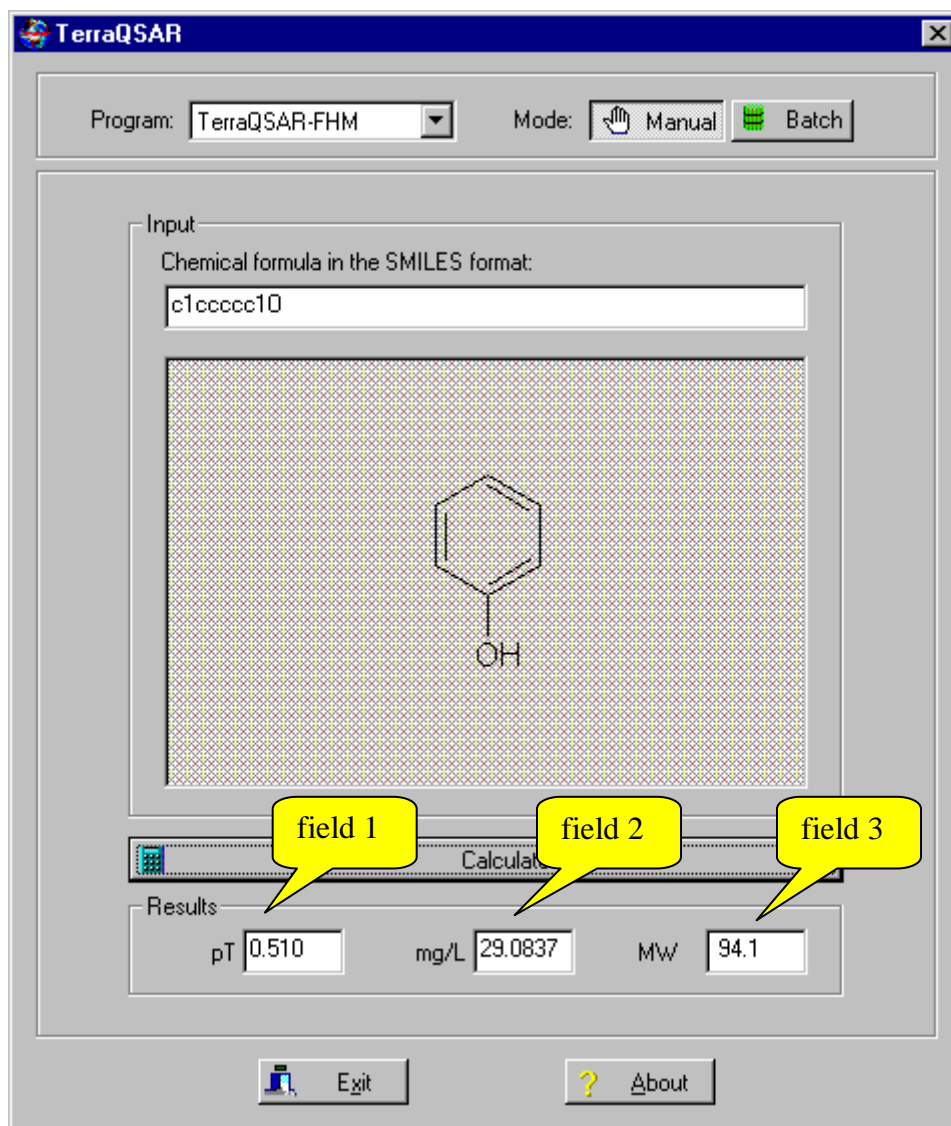 TerraQSAR
Program: TerraQSAR-FHM Mode: Manual Batch
Input
Chemical formula in the SMILES format:
c1ccccc1O
OH
field 1 field 2 field 3
Calculate
Results
pT 0.510 mg/L 29.0837 MW 94.1
Exit ? About